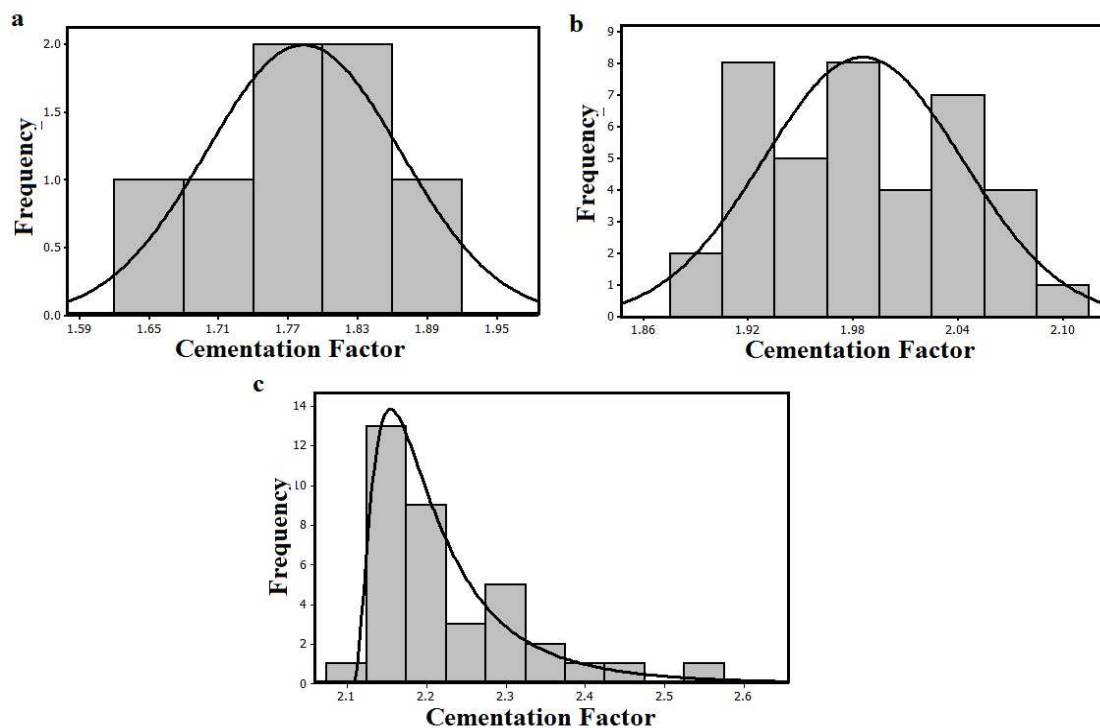 a
2.0
1.5
1.0
0.5
0.0
Frequency
1.59 1.65 1.71 1.77 1.83 1.89 1.95
Cementation Factor
b
9
8
7
6
5
4
3
2
1
0
Frequency
1.86 1.92 1.98 2.04 2.10
Cementation Factor
c
14
12
10
8
6
4
2
0
Frequency
2.1 2.2 2.3 2.4 2.5 2.6
Cementation Factor